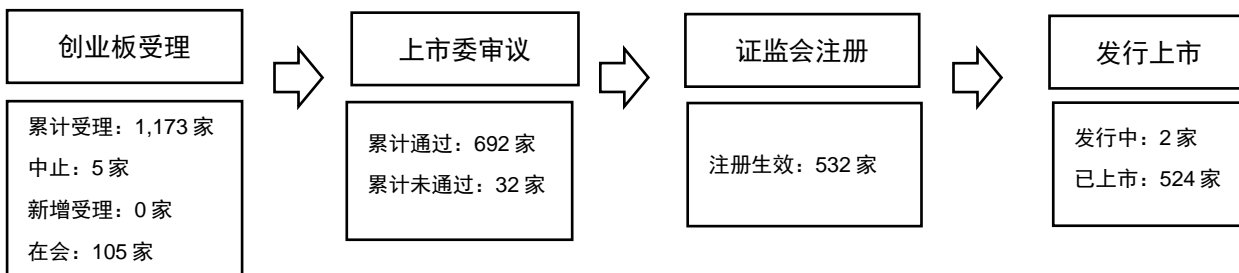 创业板受理
累计受理：1,173 家
中止：5 家
新增受理：0 家
在会：105 家
上市委审议
累计通过：692 家
累计未通过：32 家
证监会注册
注册生效：532 家
发行上市
发行中：2 家
已上市：524 家